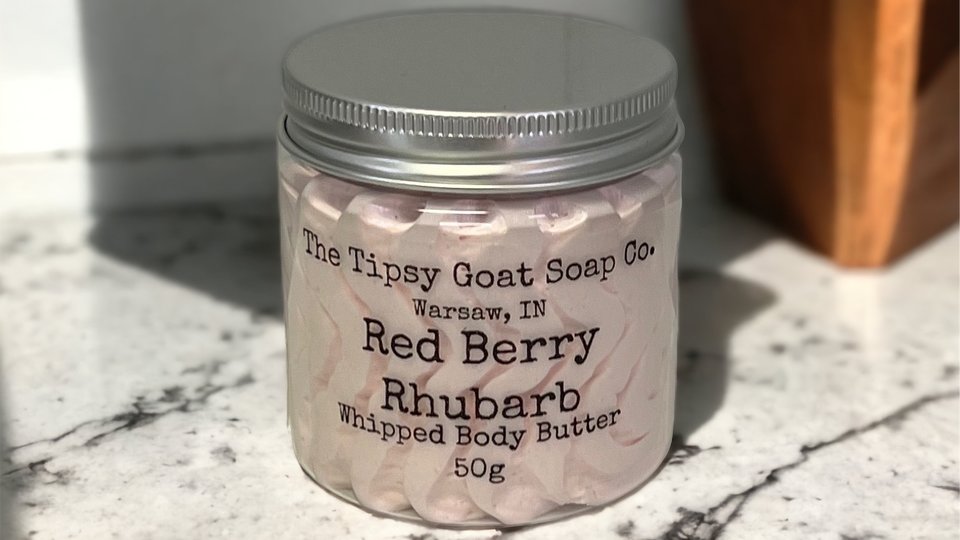 The Tipsy Goat Soap Co.
Warsaw, IN
Red Berry
Rhubarb
Whipped Body Butter
50g